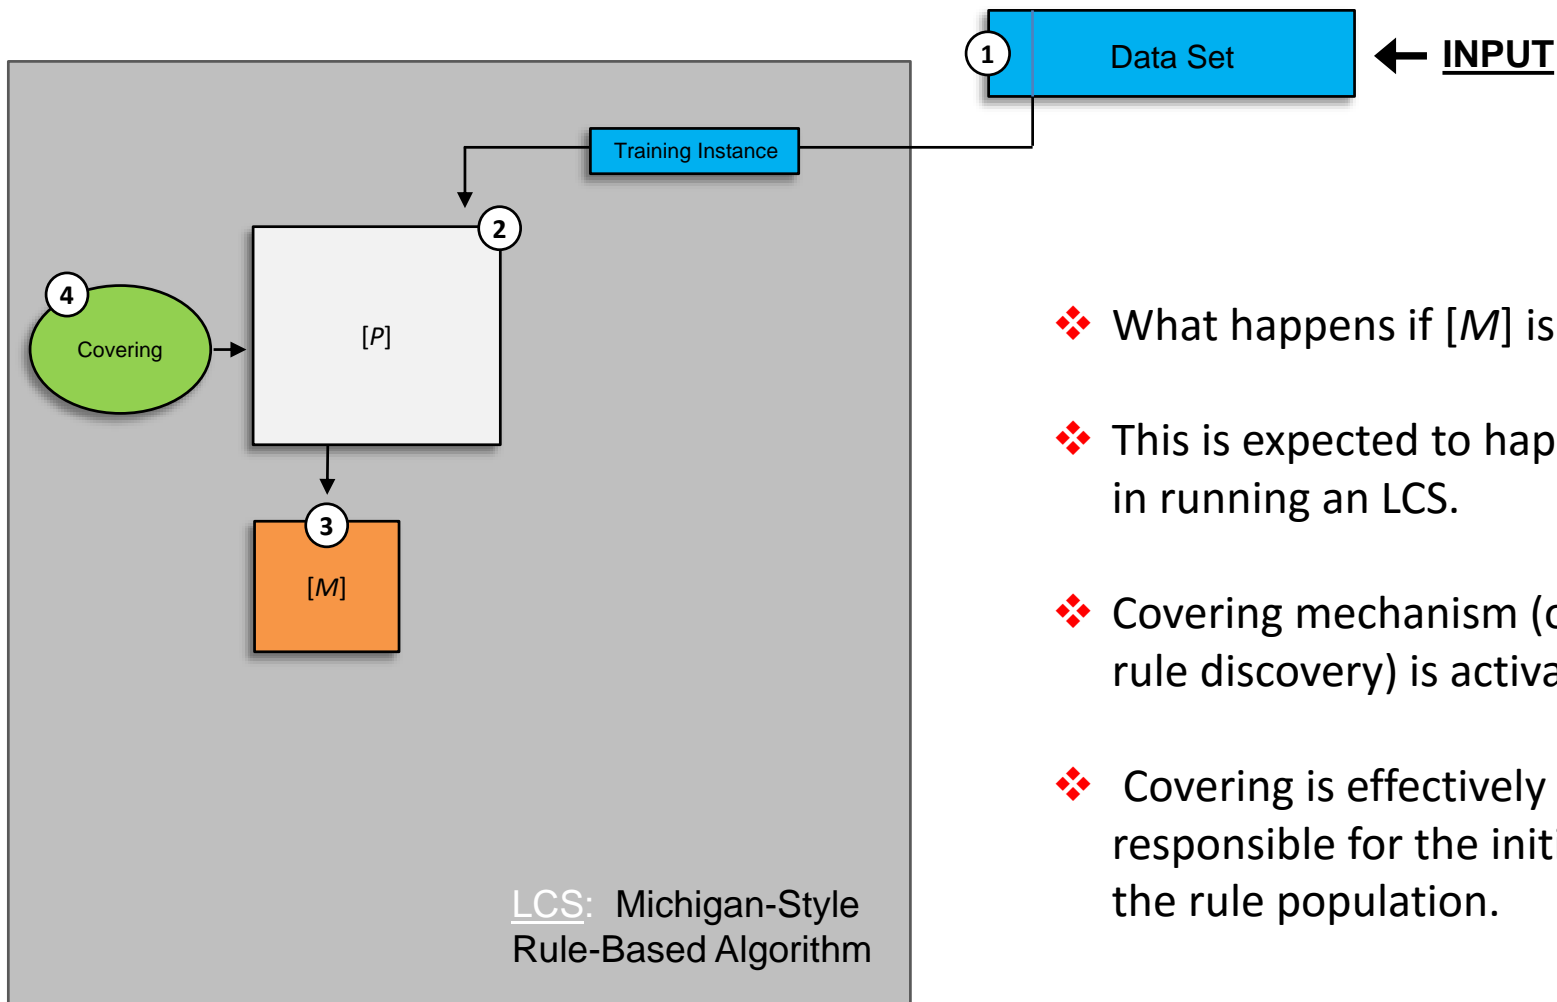 1
Data Set
INPUT
Training Instance
2
4
Covering
[P]
3
[M]
LCS: Michigan-Style
Rule-Based Algorithm
What happens if [M] is
This is expected to hap
in running an LCS.
Covering mechanism (o
rule discovery) is activa
Covering is effectively
responsible for the initi
the rule population.